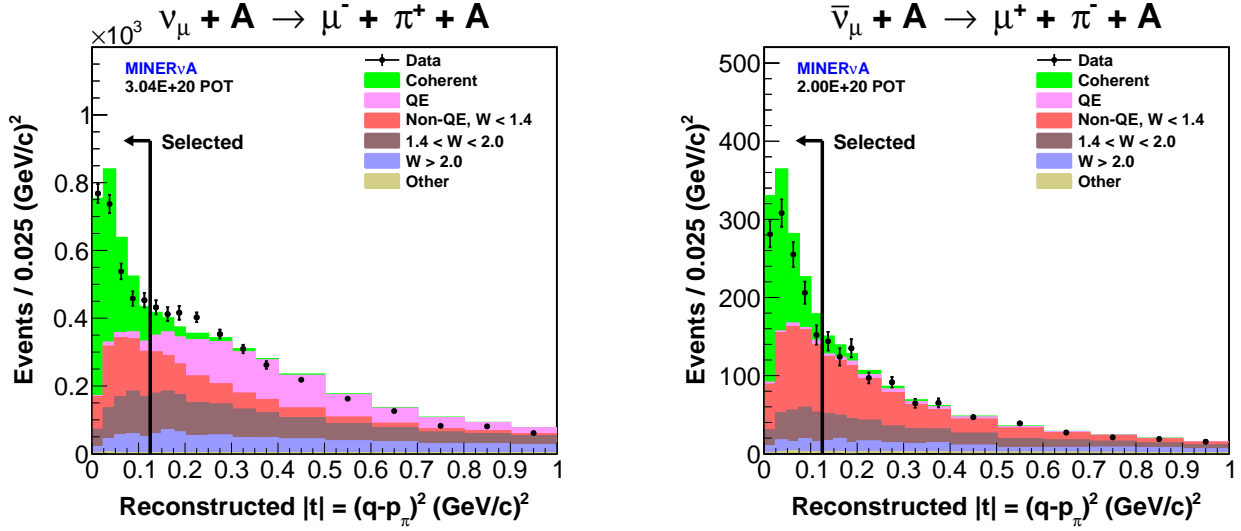 ν_μ + A → μ⁻ + π⁺ + A
×10³
MINERνA
3.04E+20 POT
Data
Coherent
QE
Non-QE, W < 1.4
1.4 < W < 2.0
W > 2.0
Other
Selected
Events / 0.025 (GeV/c)²
1
0.8
0.6
0.4
0.2
0
0 0.1 0.2 0.3 0.4 0.5 0.6 0.7 0.8 0.9 1
Reconstructed |t| = (q-p_π)² (GeV/c)²
ν̅_μ + A → μ⁺ + π⁻ + A
MINERνA
2.00E+20 POT
Data
Coherent
QE
Non-QE, W < 1.4
1.4 < W < 2.0
W > 2.0
Other
Selected
Events / 0.025 (GeV/c)²
500
400
300
200
100
0
0 0.1 0.2 0.3 0.4 0.5 0.6 0.7 0.8 0.9 1
Reconstructed |t| = (q-p_π)² (GeV/c)²